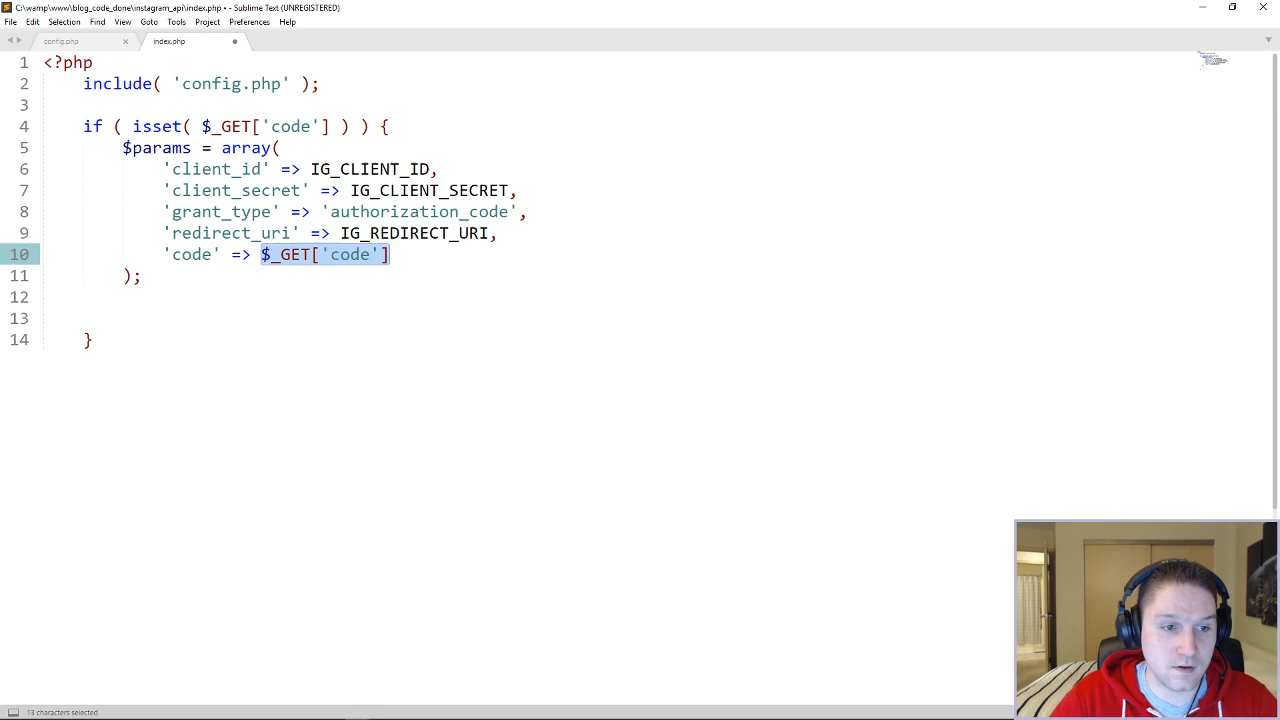 C:\wamp\www\blog_code_done\instagram_api\index.php • - Sublime Text (UNREGISTERED)
File Edit Selection Find View Goto Tools Project Preferences Help
config.php index.php
1 <?php
2 include( 'config.php' );
3
4 if ( isset( $_GET['code'] ) ) {
5 $params = array(
6 'client_id' => IG_CLIENT_ID,
7 'client_secret' => IG_CLIENT_SECRET,
8 'grant_type' => 'authorization_code',
9 'redirect_uri' => IG_REDIRECT_URI,
10 'code' => $_GET['code']
11 );
12
13
14 }
13 characters selected